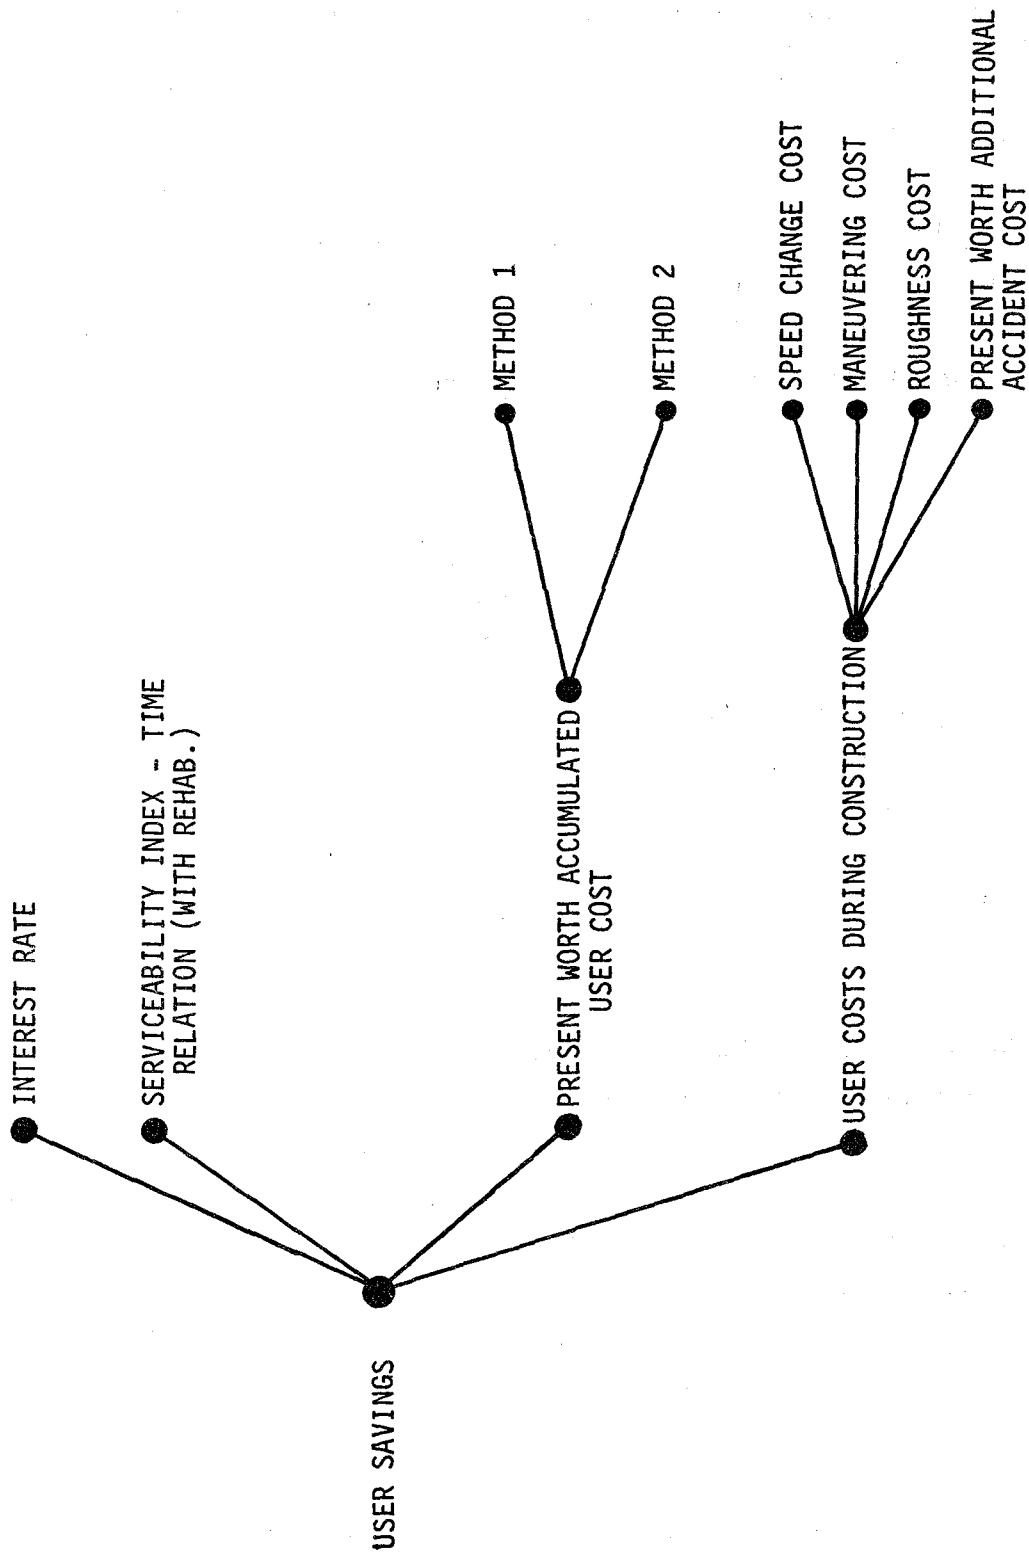 USER SAVINGS
INTEREST RATE
SERVICEABILITY INDEX - TIME
RELATION (WITH REHAB.)
PRESENT WORTH ACCUMULATED
USER COST
METHOD 1
METHOD 2
USER COSTS DURING CONSTRUCTION
SPEED CHANGE COST
MANEUVERING COST
ROUGHNESS COST
PRESENT WORTH ADDITIONAL
ACCIDENT COST